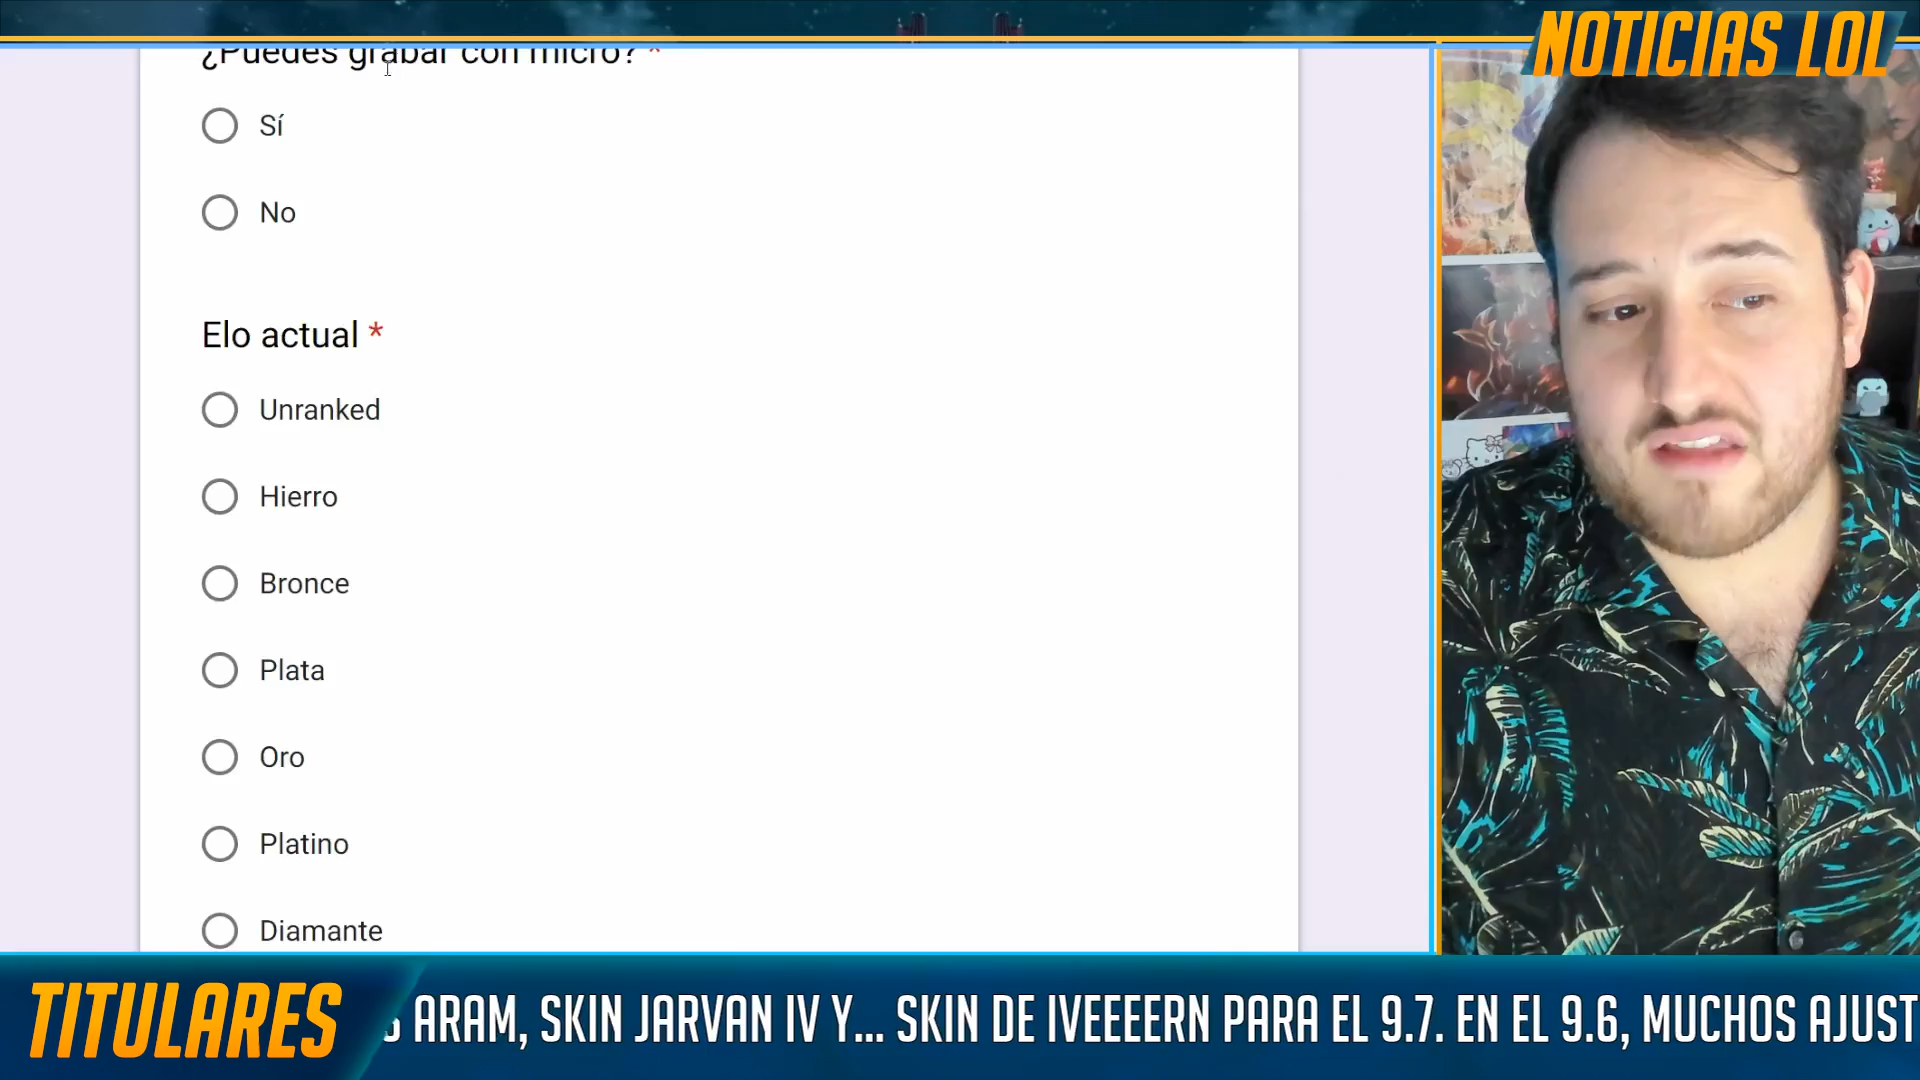 NOTICIAS LOL
¿Puedes grabar con micro? *
Sí
No
Elo actual *
Unranked
Hierro
Bronce
Plata
Oro
Platino
Diamante
TITULARES
ARAM, SKIN JARVAN IV Y... SKIN DE IVEEEERN PARA EL 9.7. EN EL 9.6, MUCHOS AJUST